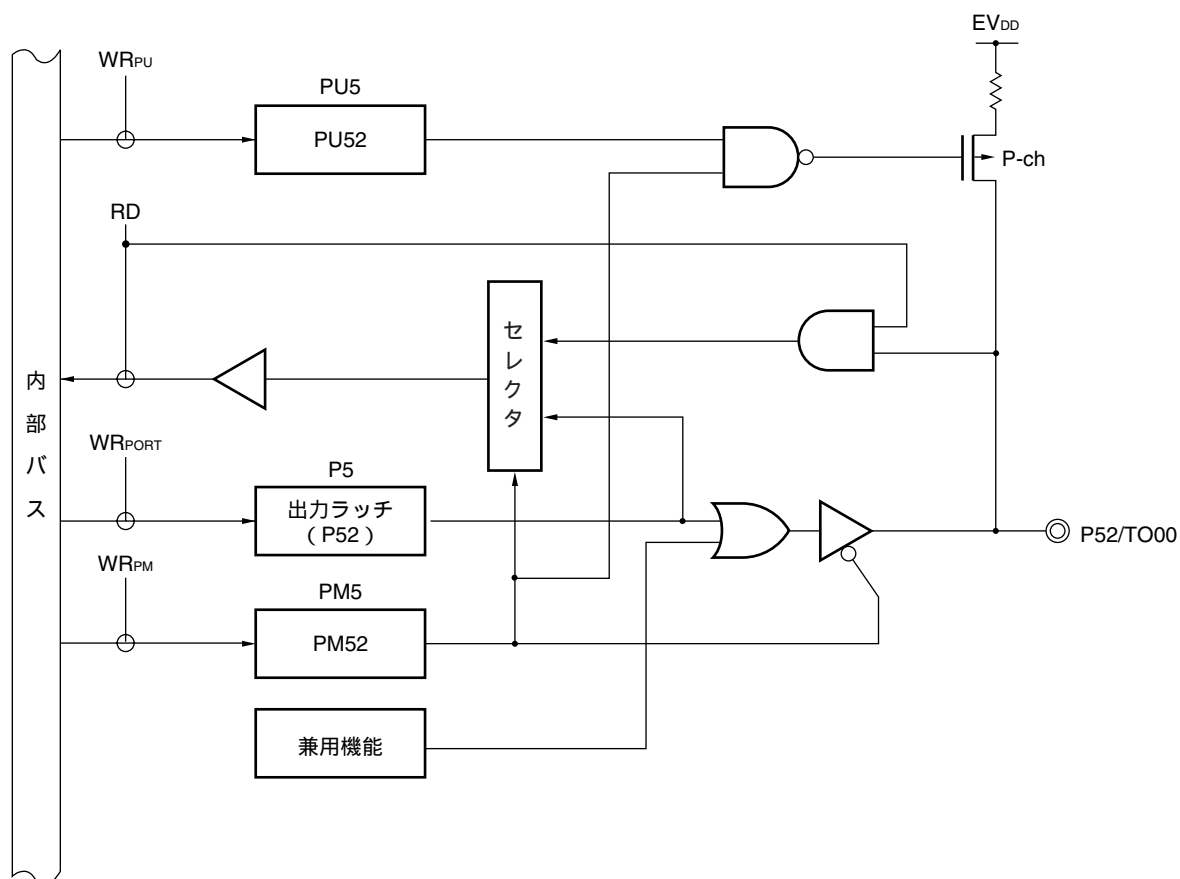 EVDD
WRPU
PU5
PU52
P-ch
RD
セレクタ
内部バス
WRPORT
P5
出力ラッチ
（P52）
P52/TO00
WRPM
PM5
PM52
兼用機能